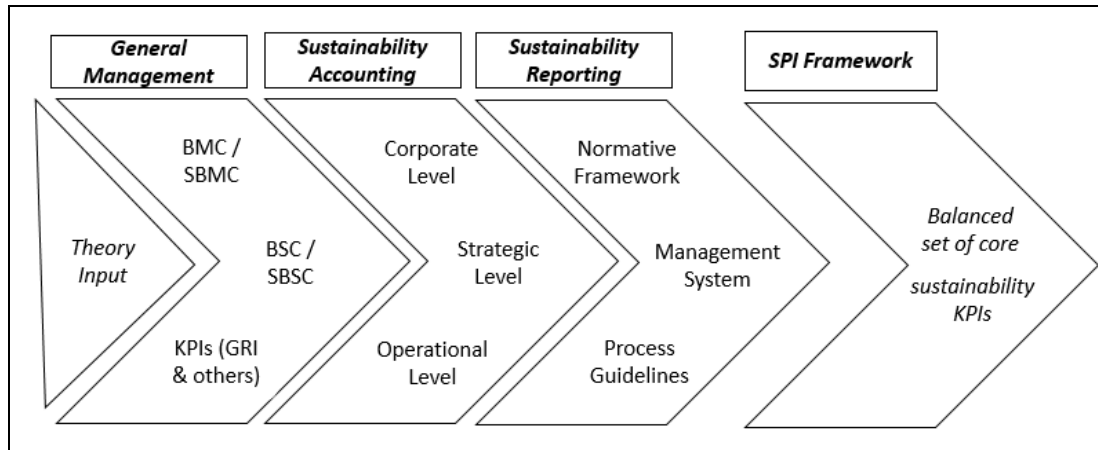 General
Management
Sustainability
Accounting
Sustainability
Reporting
SPI Framework
Theory
Input
BMC /
SBMC
BSC /
SBSC
KPIs (GRI
& others)
Corporate
Level
Strategic
Level
Operational
Level
Normative
Framework
Management
System
Process
Guidelines
Balanced
set of core
sustainability
KPIs